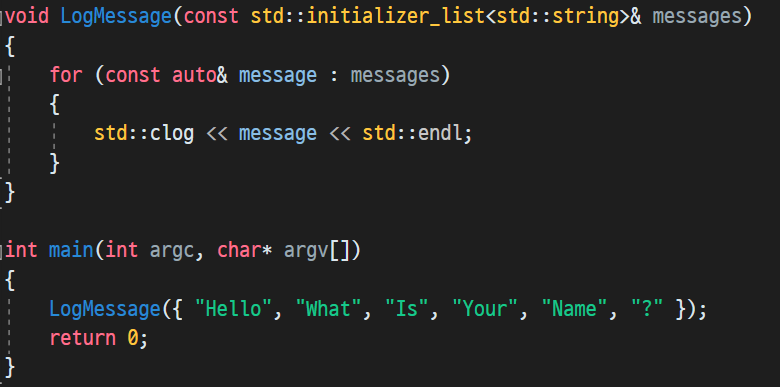 void LogMessage(const std::initializer_list<std::string>& messages)
{
    for (const auto& message : messages)
    {
        std::clog << message << std::endl;
    }
}

int main(int argc, char* argv[])
{
    LogMessage({ "Hello", "What", "Is", "Your", "Name", "?" });
    return 0;
}